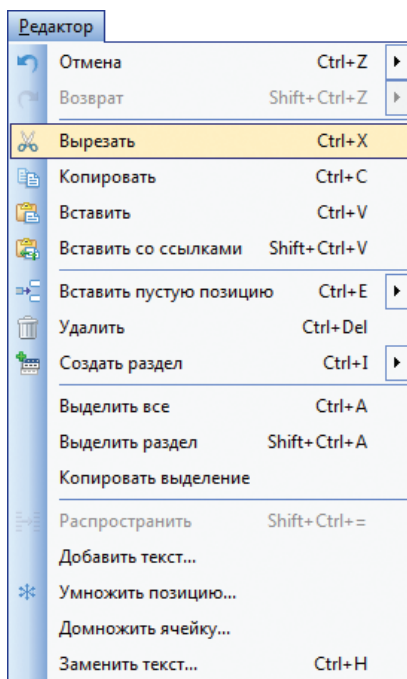 Редактор
Отмена Ctrl+Z
Возврат Shift+Ctrl+Z
Вырезать Ctrl+X
Копировать Ctrl+C
Вставить Ctrl+V
Вставить со ссылками Shift+Ctrl+V
Вставить пустую позицию Ctrl+E
Удалить Ctrl+Del
Создать раздел Ctrl+I
Выделить все Ctrl+A
Выделить раздел Shift+Ctrl+A
Копировать выделение
Распространить Shift+Ctrl+=
Добавить текст...
Умножить позицию...
Домножить ячейку...
Заменить текст... Ctrl+H